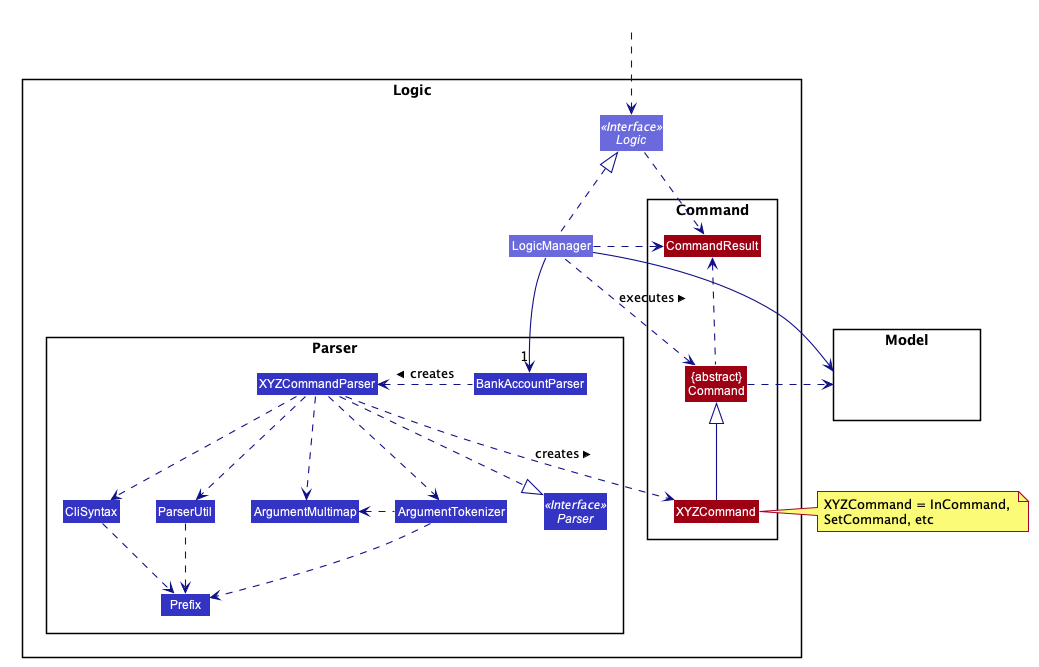 Logic
«Interface»
Logic
Command
LogicManager
CommandResult
executes ►
Parser
Model
1
XYZCommandParser
◄ creates
BankAccountParser
{abstract}
Command
creates ►
CliSyntax
ParserUtil
ArgumentMultimap
ArgumentTokenizer
«Interface»
Parser
XYZCommand
XYZCommand = InCommand,
SetCommand, etc
Prefix